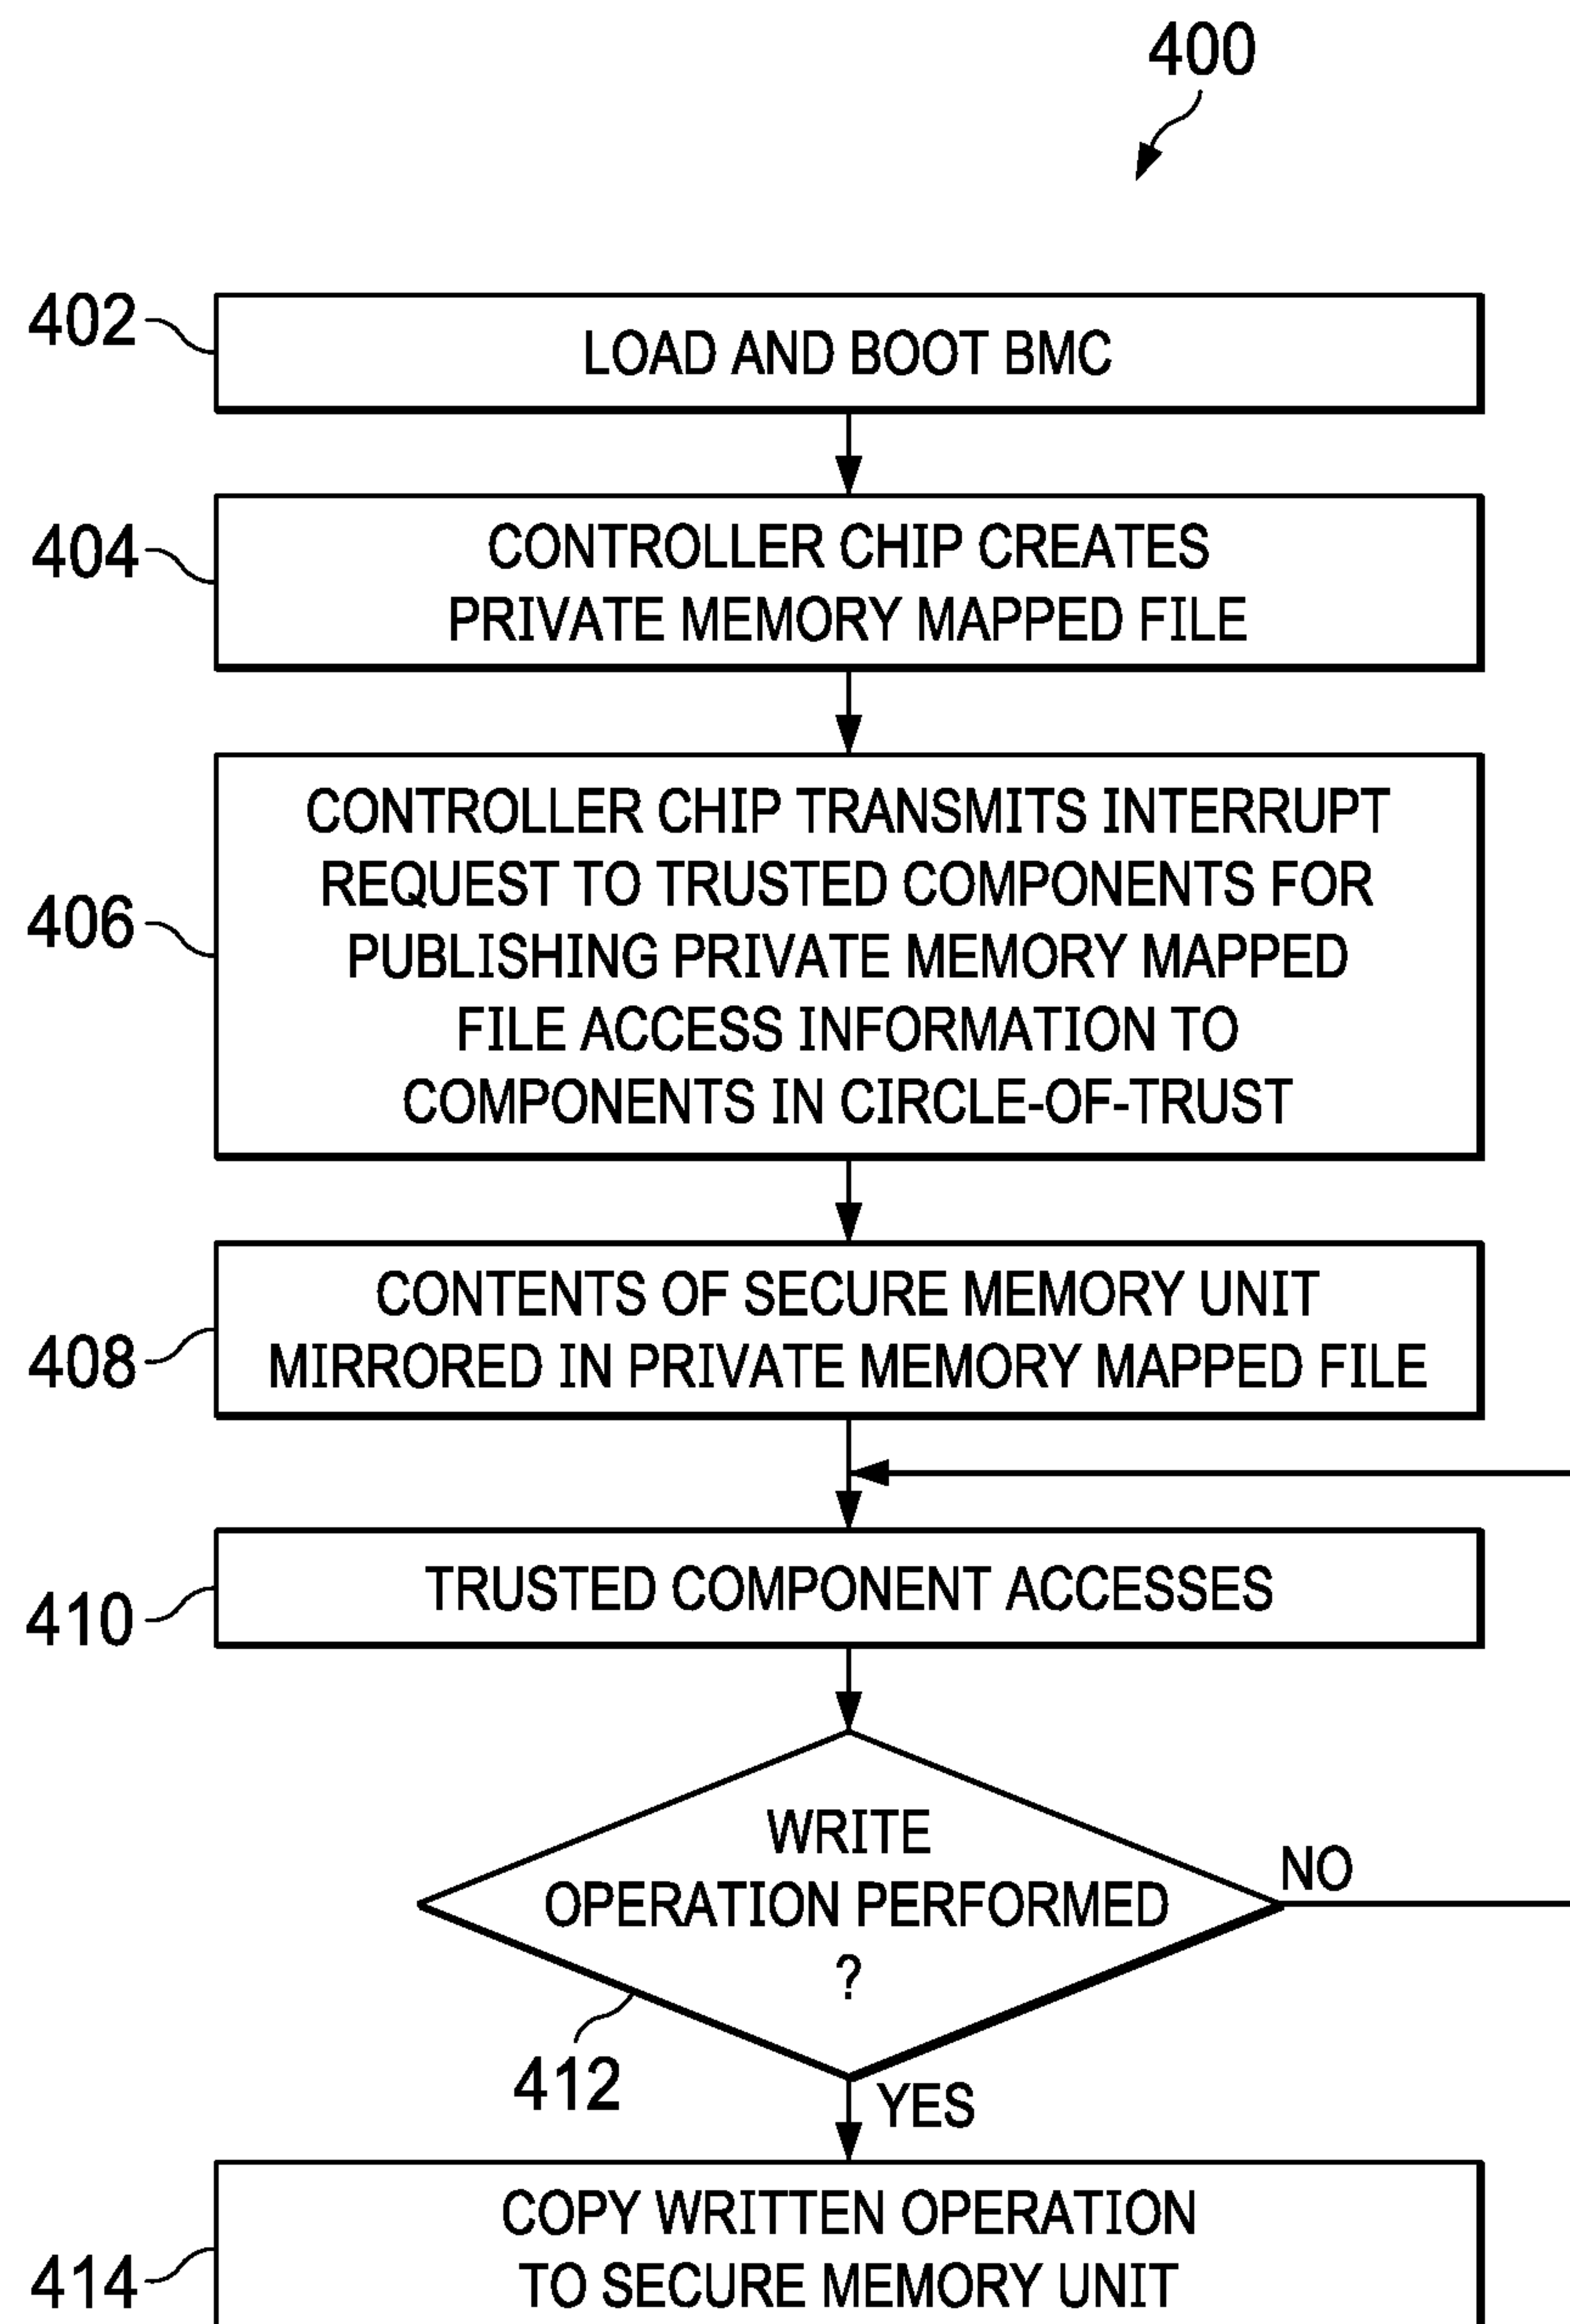 400
402
LOAD AND BOOT BMC
404
CONTROLLER CHIP CREATES
PRIVATE MEMORY MAPPED FILE
406
CONTROLLER CHIP TRANSMITS INTERRUPT
REQUEST TO TRUSTED COMPONENTS FOR
PUBLISHING PRIVATE MEMORY MAPPED
FILE ACCESS INFORMATION TO
COMPONENTS IN CIRCLE-OF-TRUST
408
CONTENTS OF SECURE MEMORY UNIT
MIRRORED IN PRIVATE MEMORY MAPPED FILE
410
TRUSTED COMPONENT ACCESSES
WRITE
OPERATION PERFORMED
?
NO
412
YES
414
COPY WRITTEN OPERATION
TO SECURE MEMORY UNIT